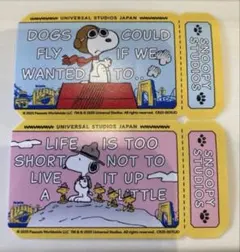 UNIVERSAL STUDIOS JAPAN
DOGS COULD
FLY IF WE
WANTED TO.
SNOOPY
STUDIOS
UNIVERSAL STUDIOS JAPAN
LIFE IS TOO
SHORT NOT TO
LIVE IT UP
A LITTLE
SNOOPY
STUDIOS